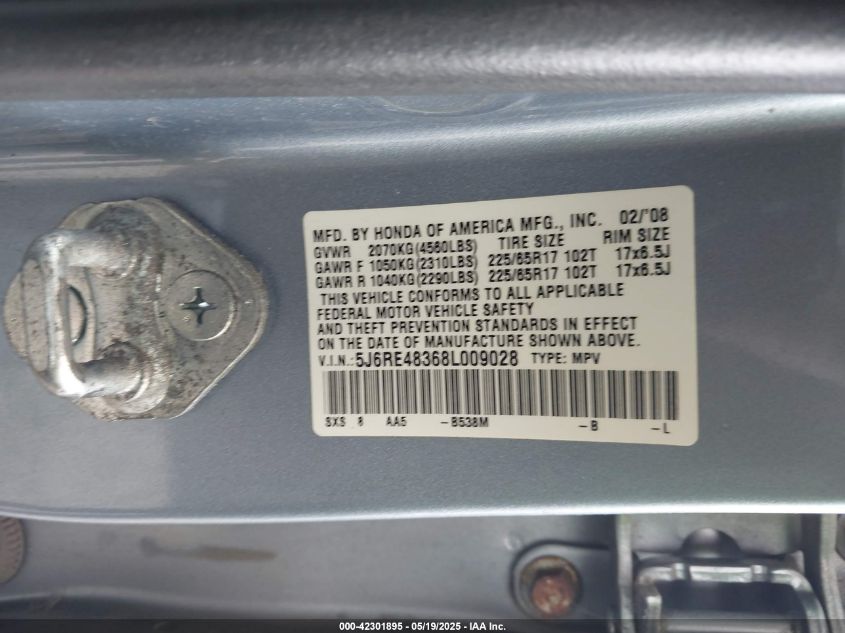 MFD. BY HONDA OF AMERICA MFG., INC. 02/'08
GVWR 2070KG(4560LBS) TIRE SIZE RIM SIZE
GAWR F 1050KG(2310LBS) 225/65R17 102T 17x6.5J
GAWR R 1040KG(2290LBS) 225/65R17 102T 17x6.5J
THIS VEHICLE CONFORMS TO ALL APPLICABLE
FEDERAL MOTOR VEHICLE SAFETY
AND THEFT PREVENTION STANDARDS IN EFFECT
ON THE DATE OF MANUFACTURE SHOWN ABOVE.
V.I.N.:5J6RE48368L009028 TYPE: MPV
SXS 8 AA5 -B538M -B -L
000-42301895 - 05/19/2025 - IAA Inc.